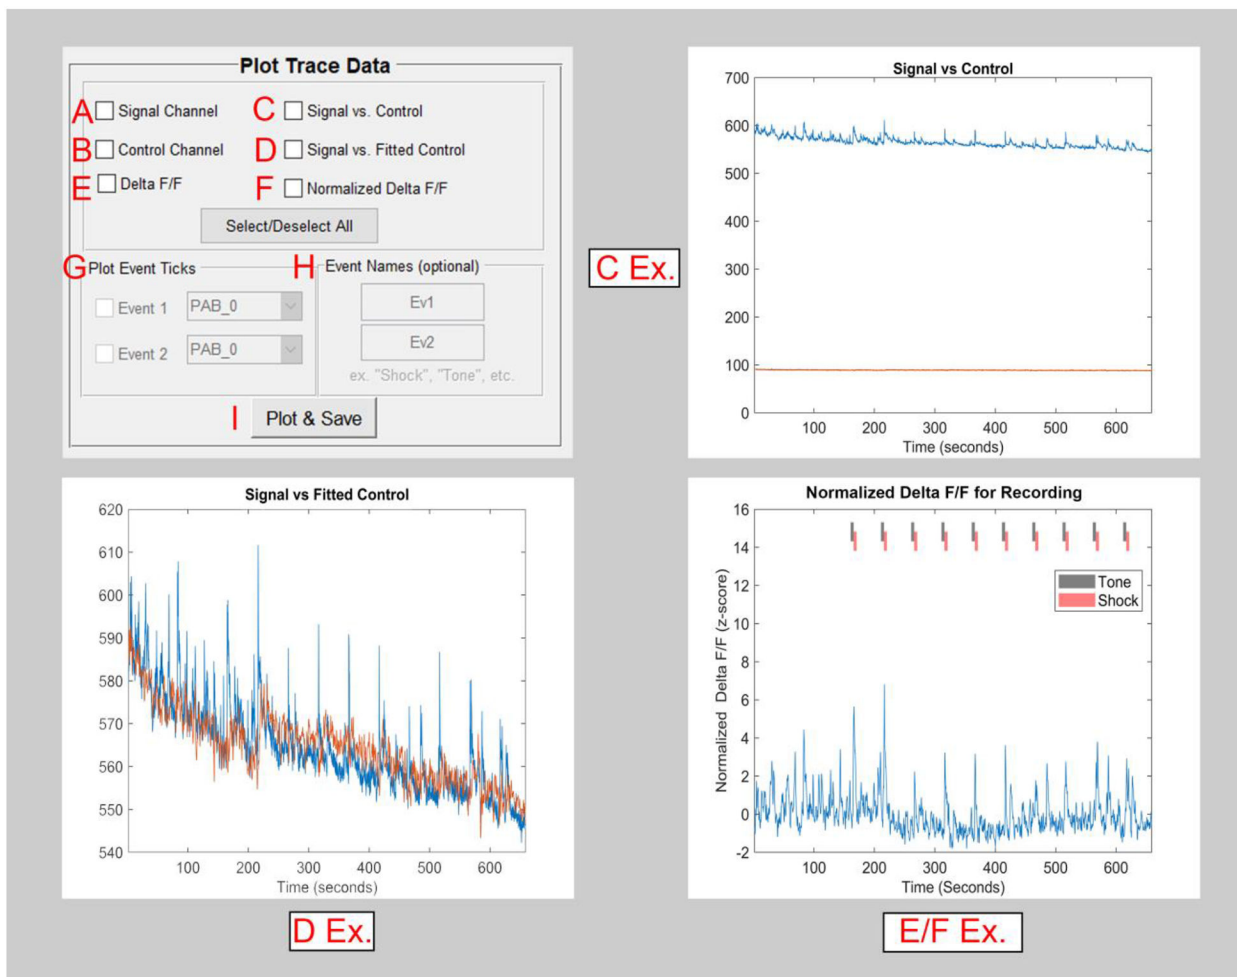 Plot Trace Data
A Signal Channel C Signal vs. Control
B Control Channel D Signal vs. Fitted Control
E Delta F/F F Normalized Delta F/F
Select/Deselect All
G Plot Event Ticks H Event Names (optional)
Event 1 PAB_0 Ev1
Event 2 PAB_0 Ev2
ex. "Shock", "Tone", etc.
I Plot & Save
C Ex.
Signal vs Control
700
600
500
400
300
200
100
0
100 200 300 400 500 600
Time (seconds)
Signal vs Fitted Control
620
610
600
590
580
570
560
550
540
100 200 300 400 500 600
Time (seconds)
D Ex.
Normalized Delta F/F for Recording
Normalized Delta F/F (z-score)
16
14
12
10
8
6
4
2
0
-2
Tone
Shock
100 200 300 400 500 600
Time (Seconds)
E/F Ex.